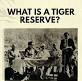 WHAT IS A TIGER
RESERVE?